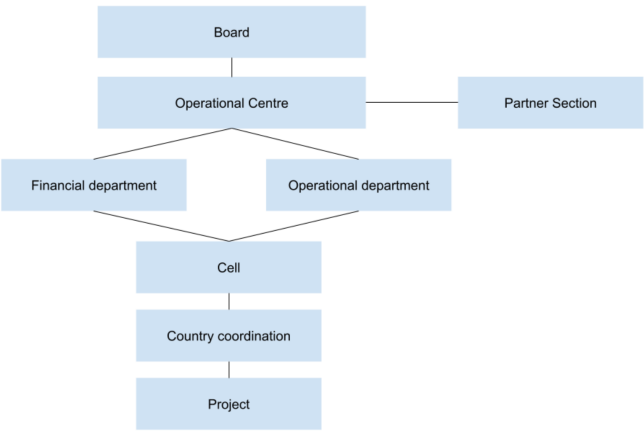 Board
Operational Centre
Partner Section
Financial department
Operational department
Cell
Country coordination
Project